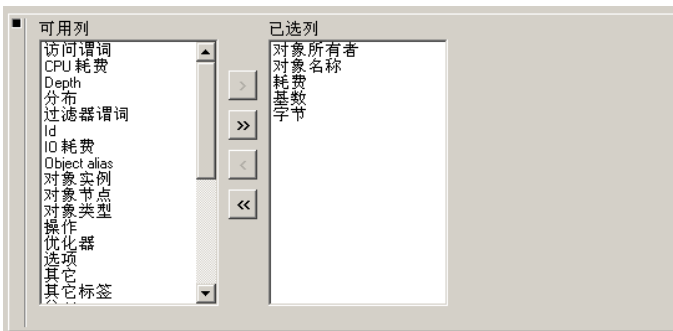 可用列
访问谓词
CPU 耗费
Depth
分布
过滤器谓词
Id
IO 耗费
Object alias
对象实例
对象节点
对象类型
操作
优化器
选项
其它
其它标签
>
>>
<
<<
已选列
对象所有者
对象名称
耗费
基数
字节